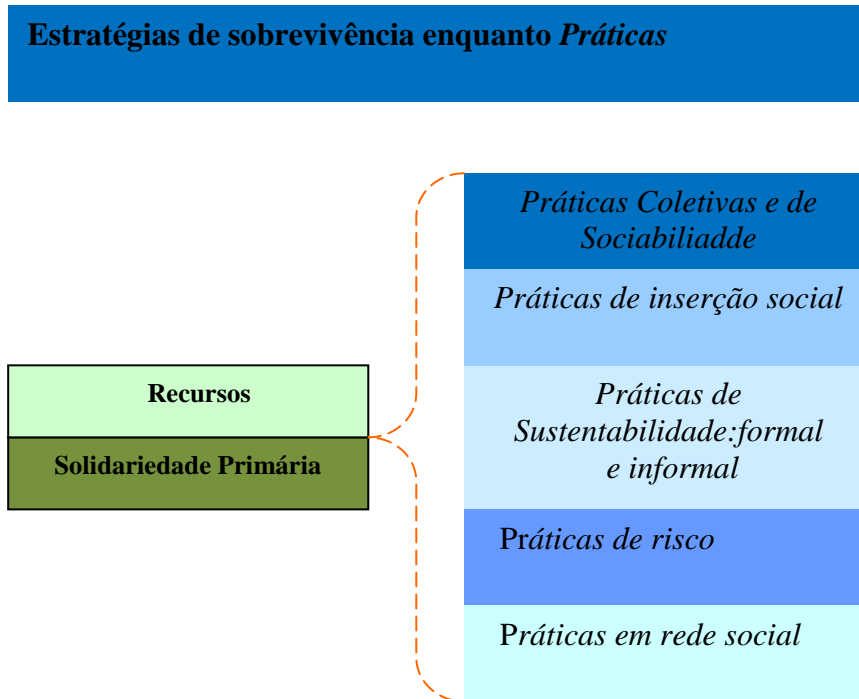 Estratégias de sobrevivência enquanto Práticas
Práticas Coletivas e de
Sociabiliadde
Práticas de inserção social
Recursos
Solidariedade Primária
Práticas de
Sustentabilidade:formal
e informal
Práticas de risco
Práticas em rede social